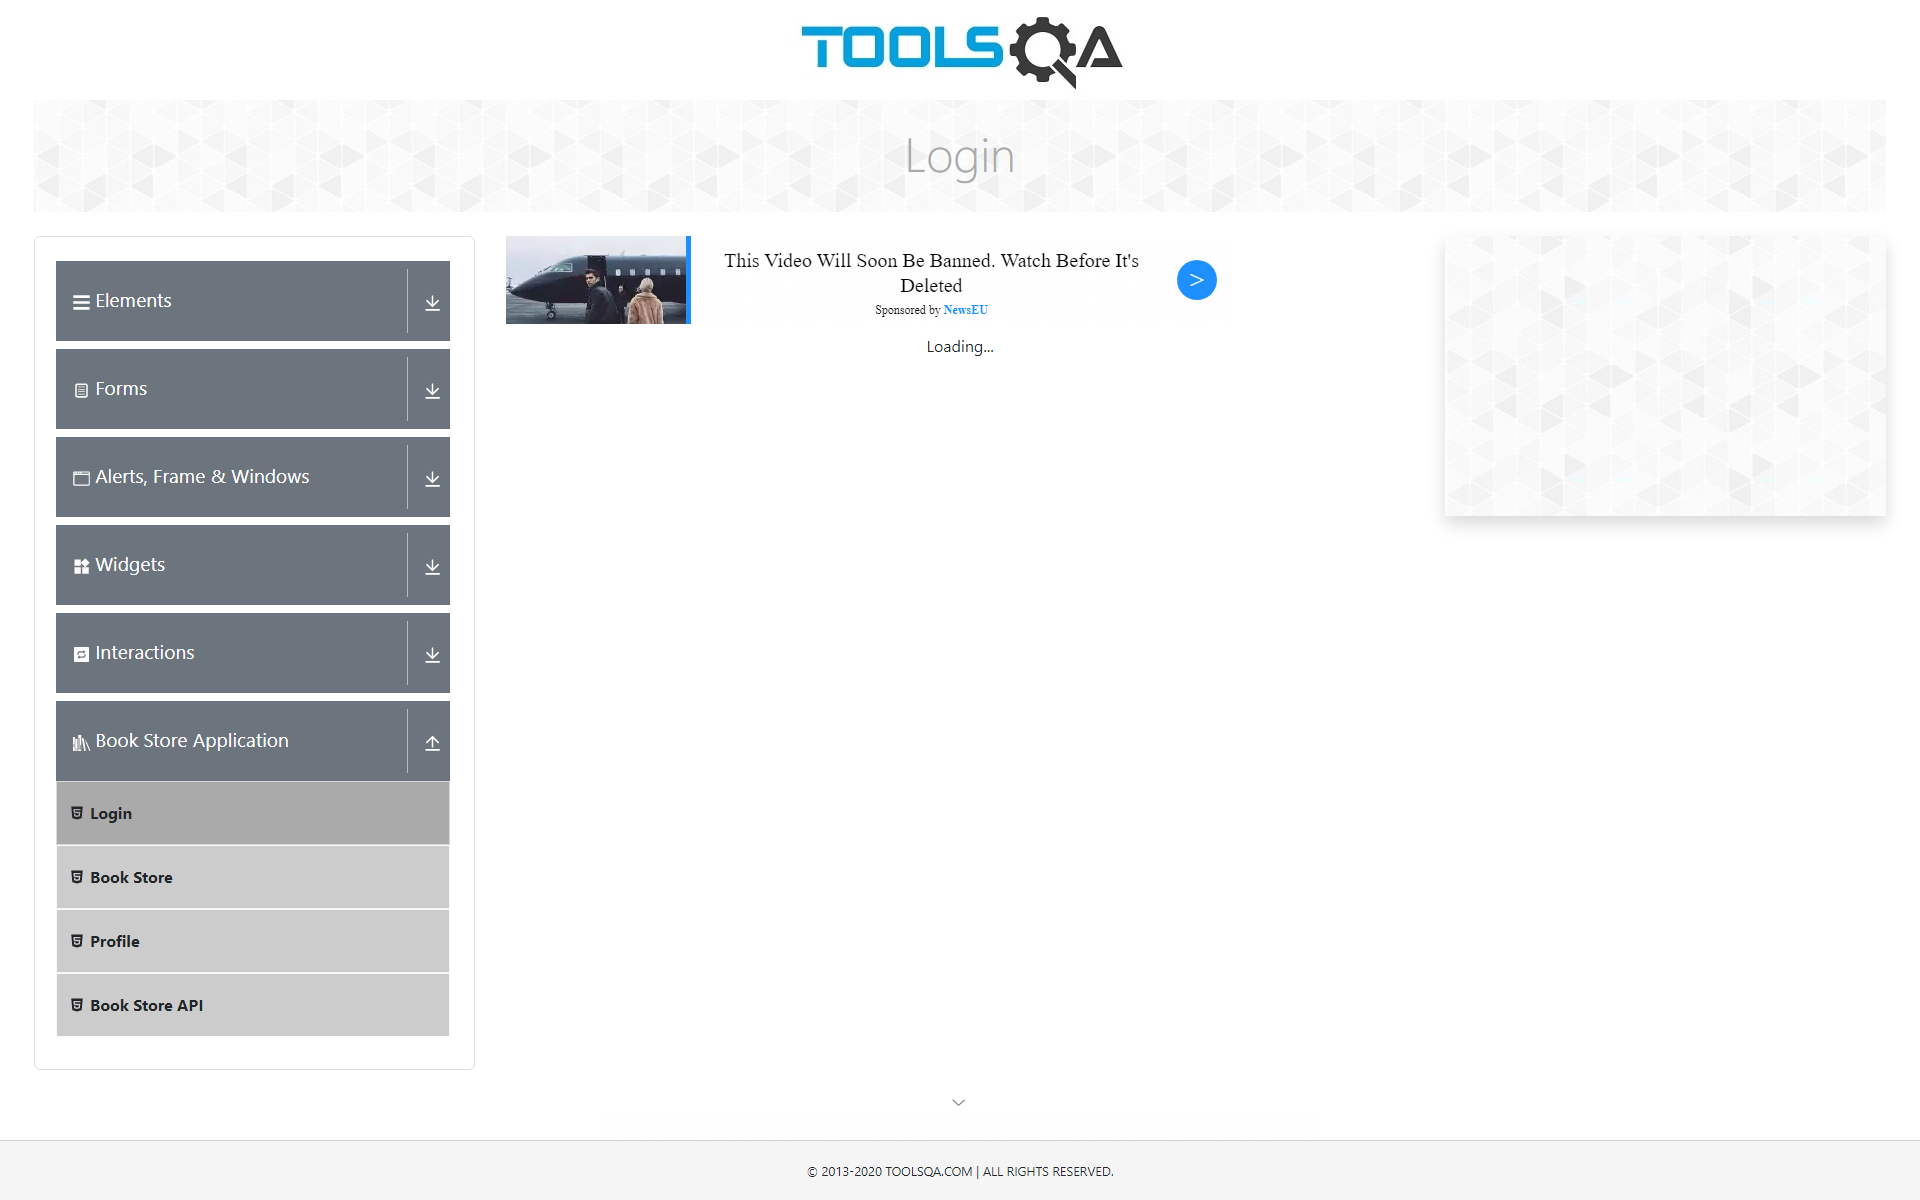 TOOLSQA
Login
Elements
Forms
Alerts, Frame & Windows
Widgets
Interactions
Book Store Application
Login
Book Store
Profile
Book Store API
This Video Will Soon Be Banned. Watch Before It's
Deleted
Sponsored by NewsEU
>
Loading...
© 2013-2020 TOOLSQA.COM | ALL RIGHTS RESERVED.